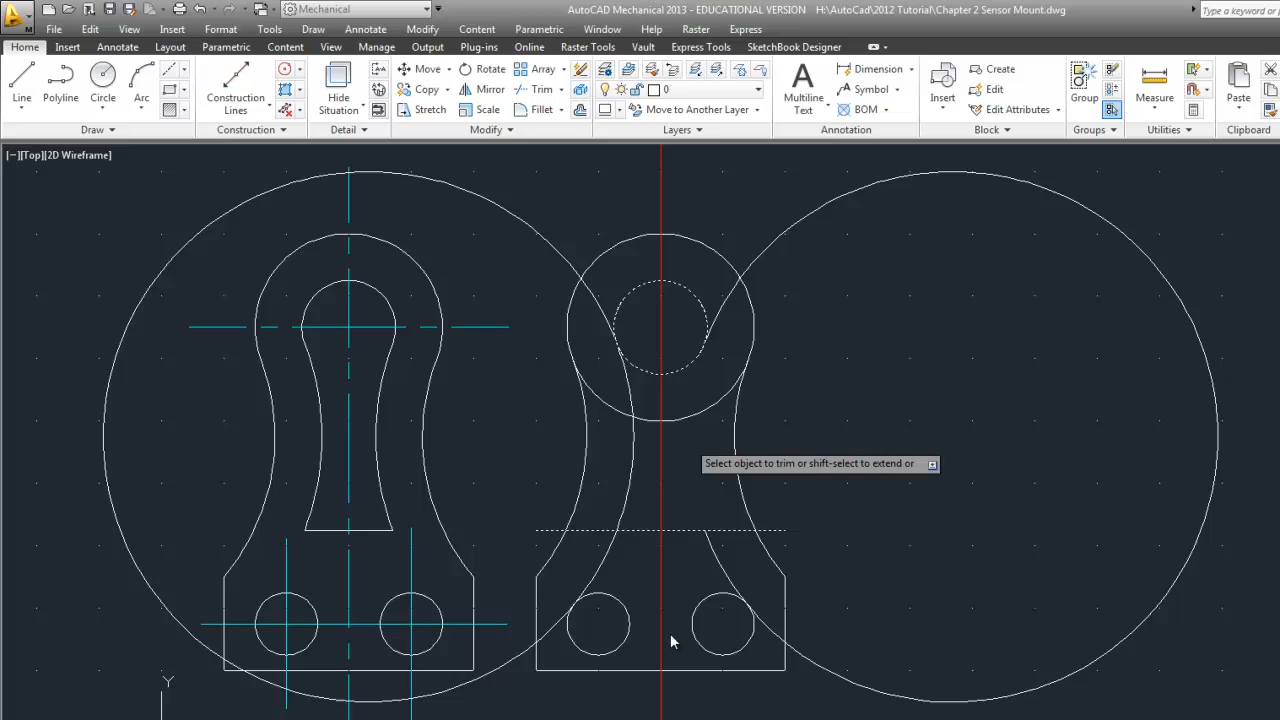 Mechanical
AutoCAD Mechanical 2013 - EDUCATIONAL VERSION H:\AutoCad\2012 Tutorial\Chapter 2 Sensor Mount.dwg
Type a keyword or
File Edit View Insert Format Tools Draw Annotate Modify Content Parametric Window Help Raster Express
Home Insert Annotate Layout Parametric Content View Manage Output Plug-ins Online Raster Tools Vault Express Tools SketchBook Designer
Line
Polyline
Circle
Arc
Construction
Lines
Hide
Situation
Move Rotate Array
Copy Mirror Trim
Stretch Scale Fillet
0
Move to Another Layer
Multiline
Text
Dimension
Symbol
BOM
Insert
Create
Edit
Edit Attributes
Group
Measure
Paste
Draw Construction Detail Modify Layers Annotation Block Groups Utilities Clipboard
[−][Top][2D Wireframe]
Select object to trim or shift-select to extend or
Y